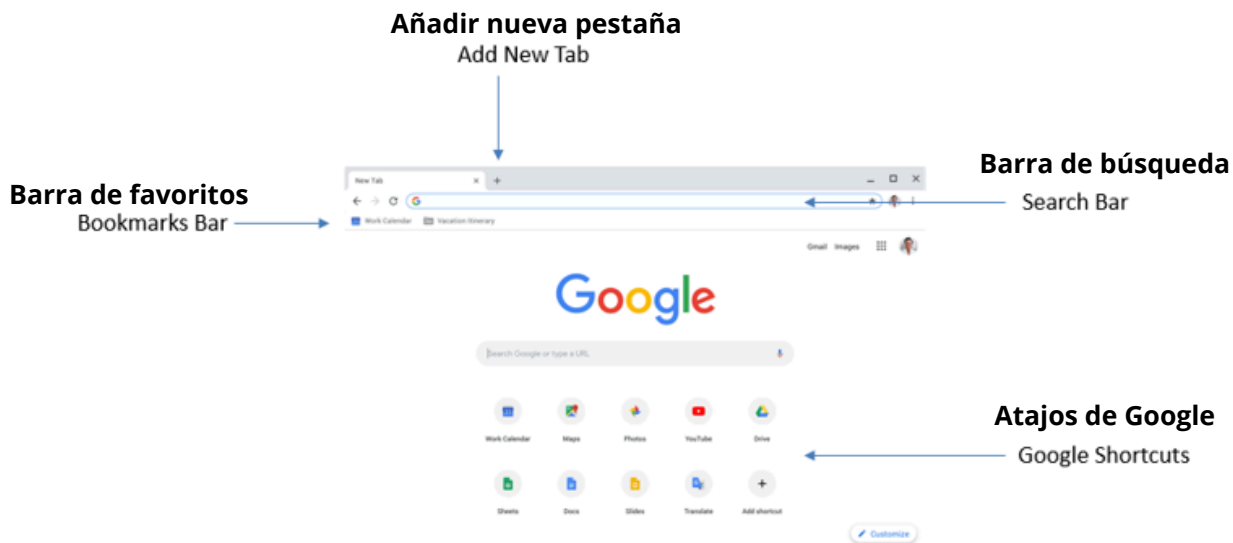 Añadir nueva pestaña
Add New Tab
Barra de búsqueda
Search Bar
Barra de favoritos
Bookmarks Bar
New Tab
Work Calendar Vacation Itinerary
Gmail Images
Google
Search Google or type a URL
Work Calendar Maps Photos YouTube Drive
Atajos de Google
Google Shortcuts
Sheets Docs Slides Translate Add shortcut
Customize